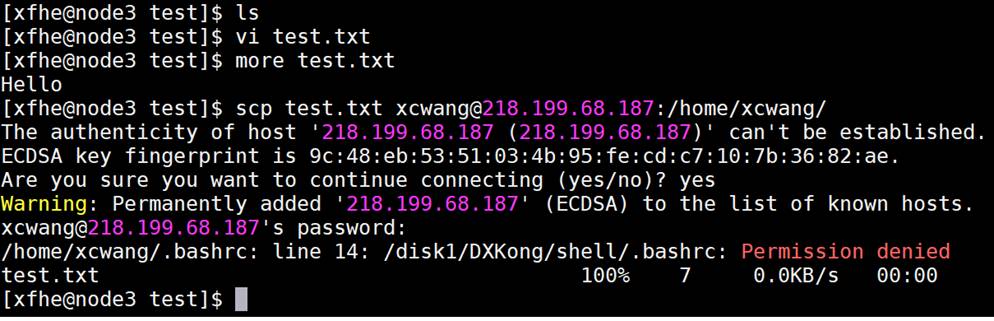 [xfhe@node3 test]$ ls
[xfhe@node3 test]$ vi test.txt
[xfhe@node3 test]$ more test.txt
Hello
[xfhe@node3 test]$ scp test.txt xcwang@218.199.68.187:/home/xcwang/
The authenticity of host '218.199.68.187 (218.199.68.187)' can't be established.
ECDSA key fingerprint is 9c:48:eb:53:51:03:4b:95:fe:cd:c7:10:7b:36:82:ae.
Are you sure you want to continue connecting (yes/no)? yes
Warning: Permanently added '218.199.68.187' (ECDSA) to the list of known hosts.
xcwang@218.199.68.187's password:
/home/xcwang/.bashrc: line 14: /disk1/DXKong/shell/.bashrc: Permission denied
test.txt 100% 7 0.0KB/s 00:00
[xfhe@node3 test]$